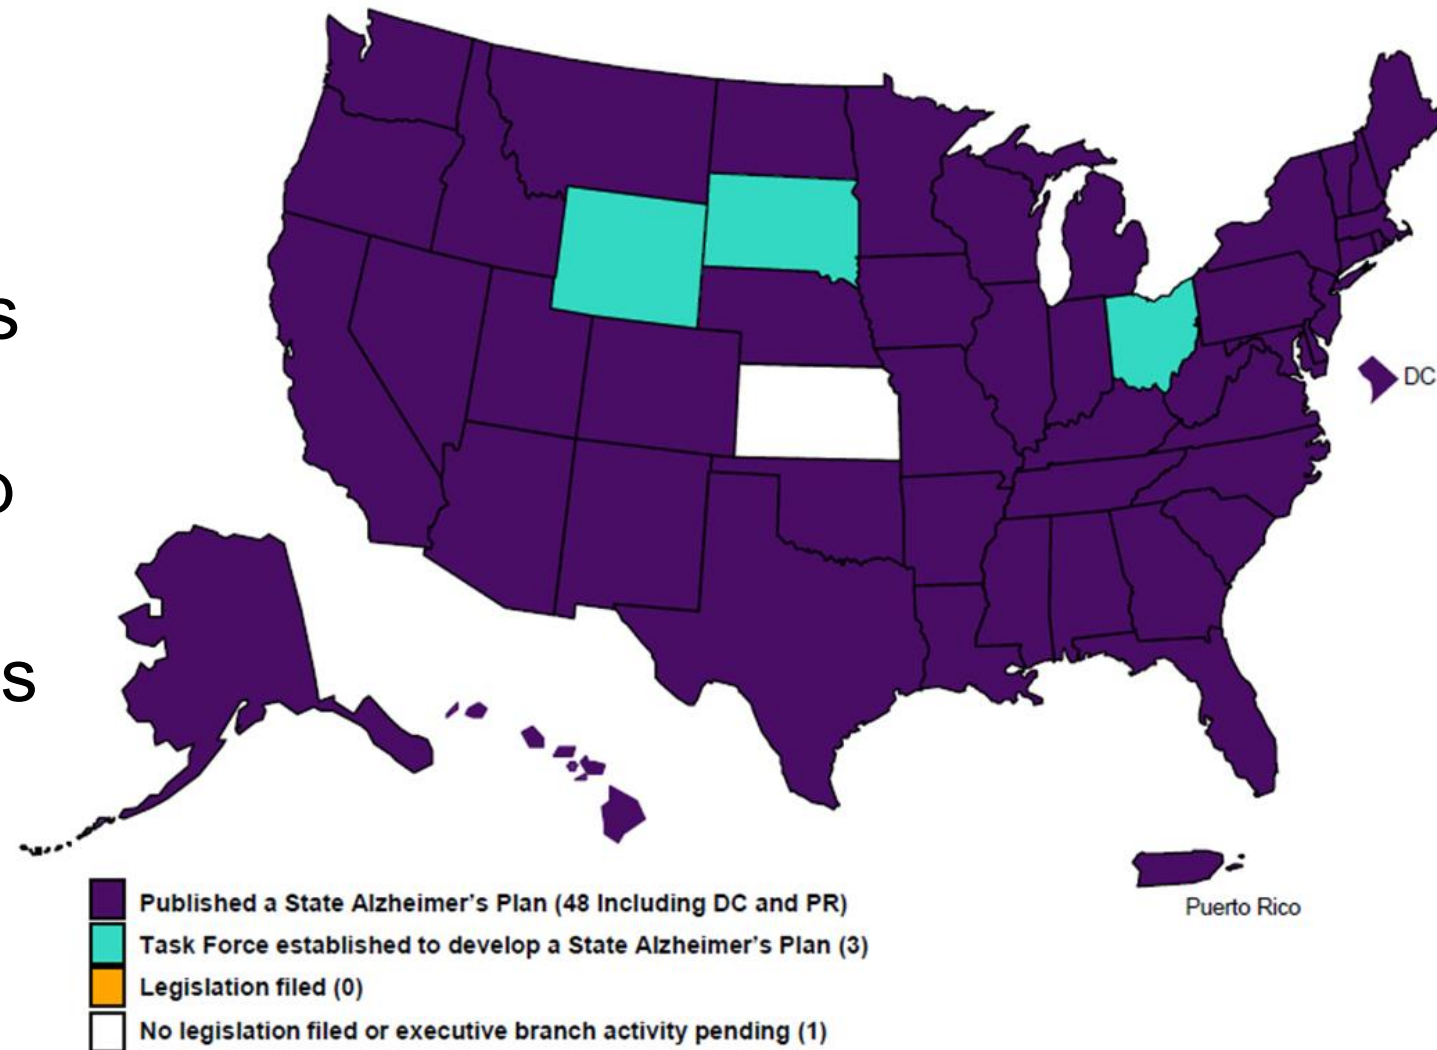 s
DC
o
s
Puerto Rico
Published a State Alzheimer's Plan (48 Including DC and PR)
Task Force established to develop a State Alzheimer's Plan (3)
Legislation filed (0)
No legislation filed or executive branch activity pending (1)